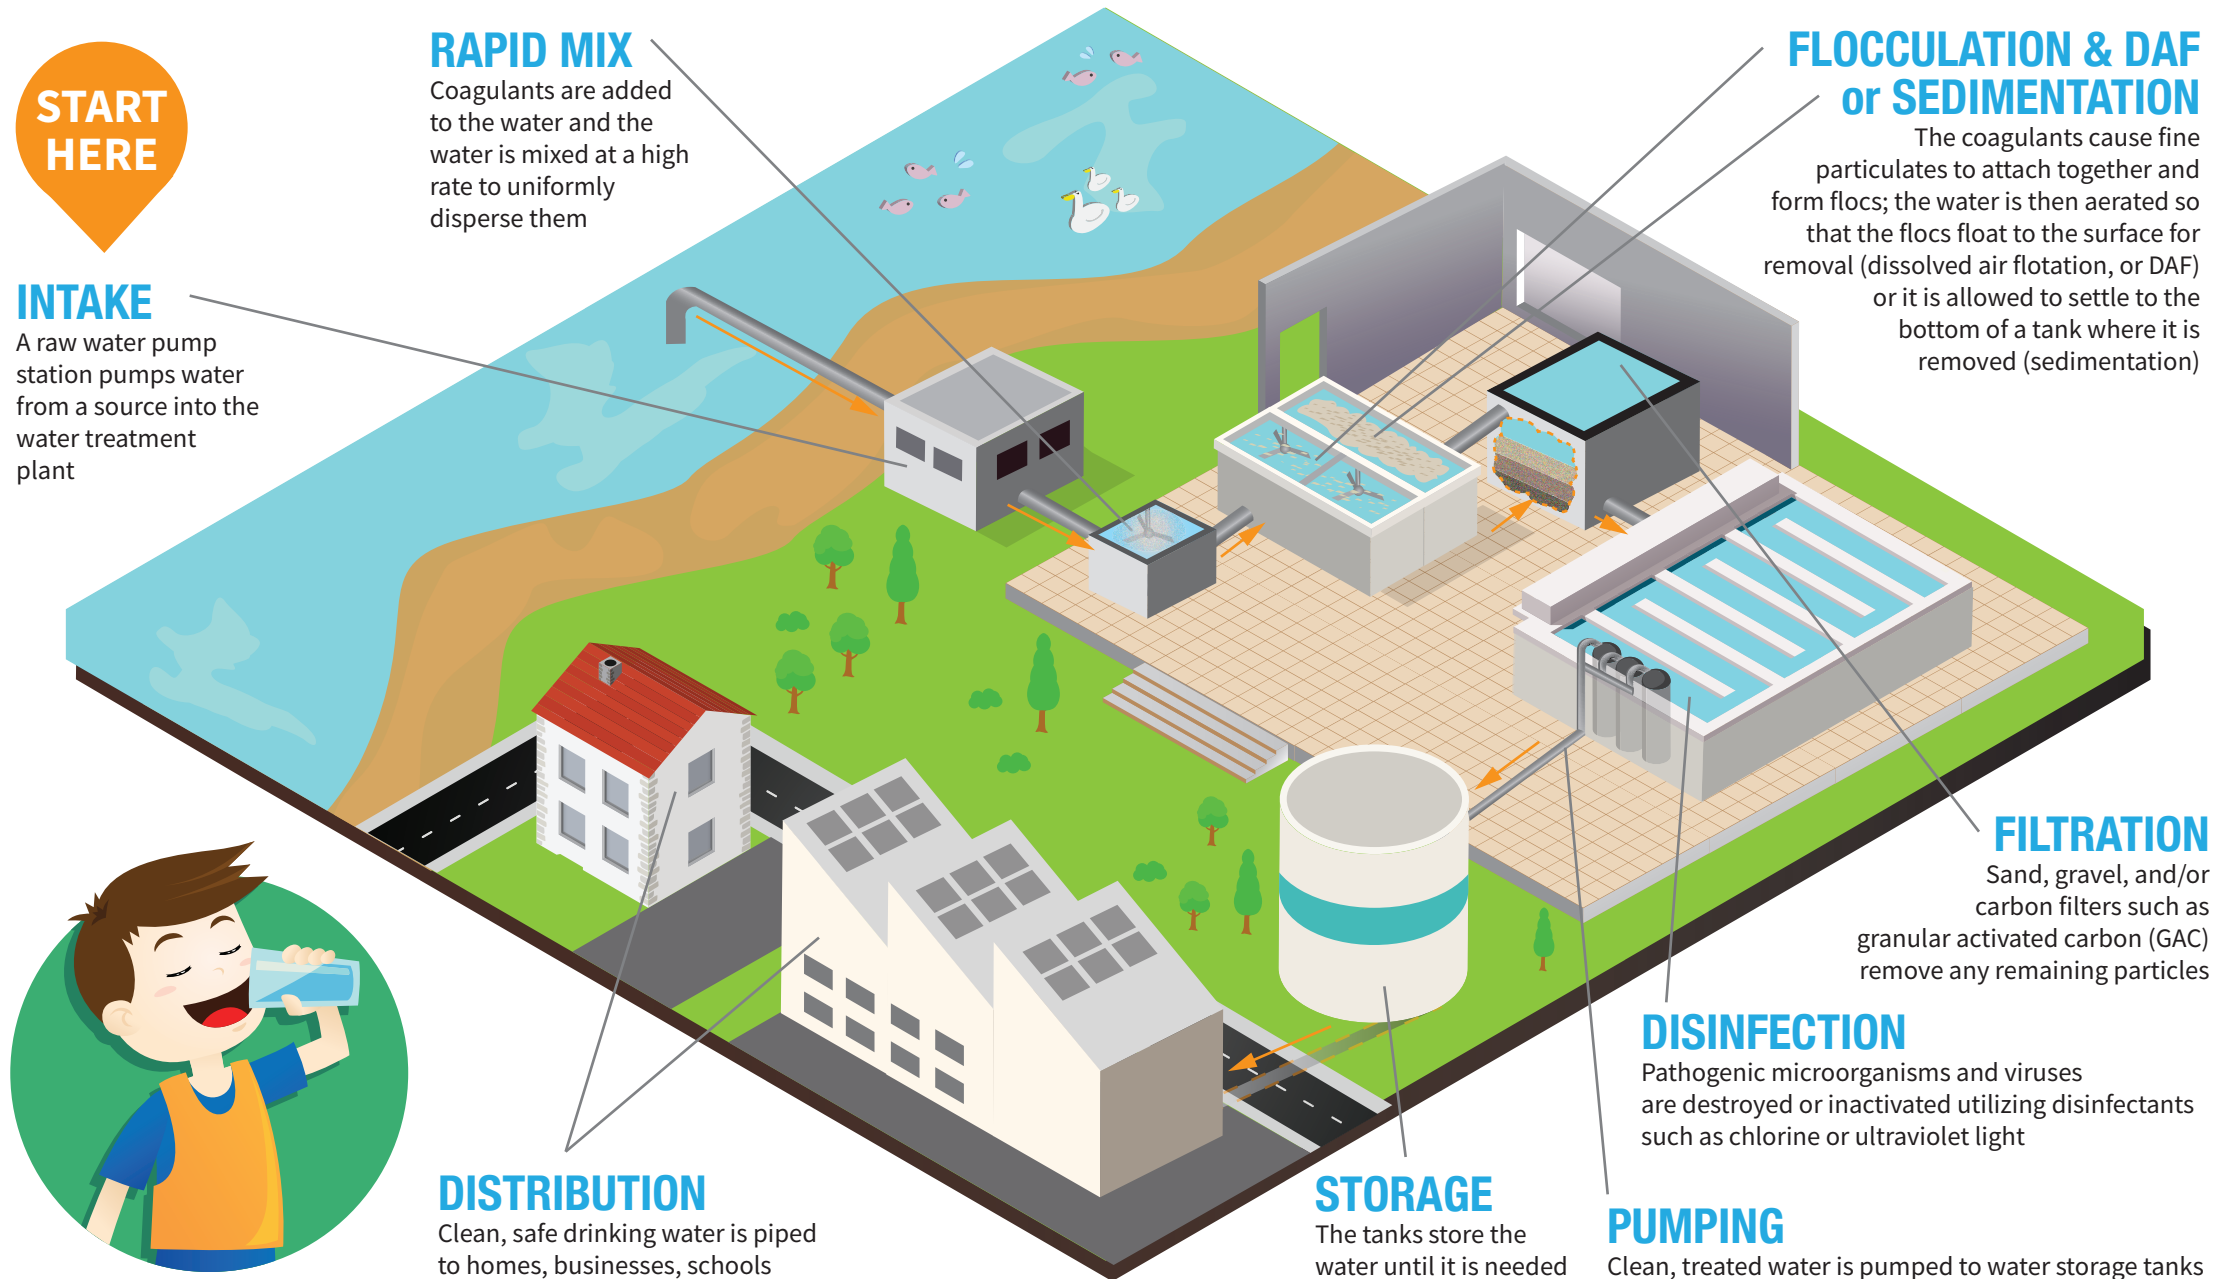 START
HERE
INTAKE
A raw water pump
station pumps water
from a source into the
water treatment
plant
RAPID MIX
Coagulants are added
to the water and the
water is mixed at a high
rate to uniformly
disperse them
FLOCCULATION & DAF
or SEDIMENTATION
The coagulants cause fine
particulates to attach together and
form flocs; the water is then aerated so
that the flocs float to the surface for
removal (dissolved air flotation, or DAF)
or it is allowed to settle to the
bottom of a tank where it is
removed (sedimentation)
FILTRATION
Sand, gravel, and/or
carbon filters such as
granular activated carbon (GAC)
remove any remaining particles
DISINFECTION
Pathogenic microorganisms and viruses
are destroyed or inactivated utilizing disinfectants
such as chlorine or ultraviolet light
PUMPING
Clean, treated water is pumped to water storage tanks
STORAGE
The tanks store the
water until it is needed
DISTRIBUTION
Clean, safe drinking water is piped
to homes, businesses, schools